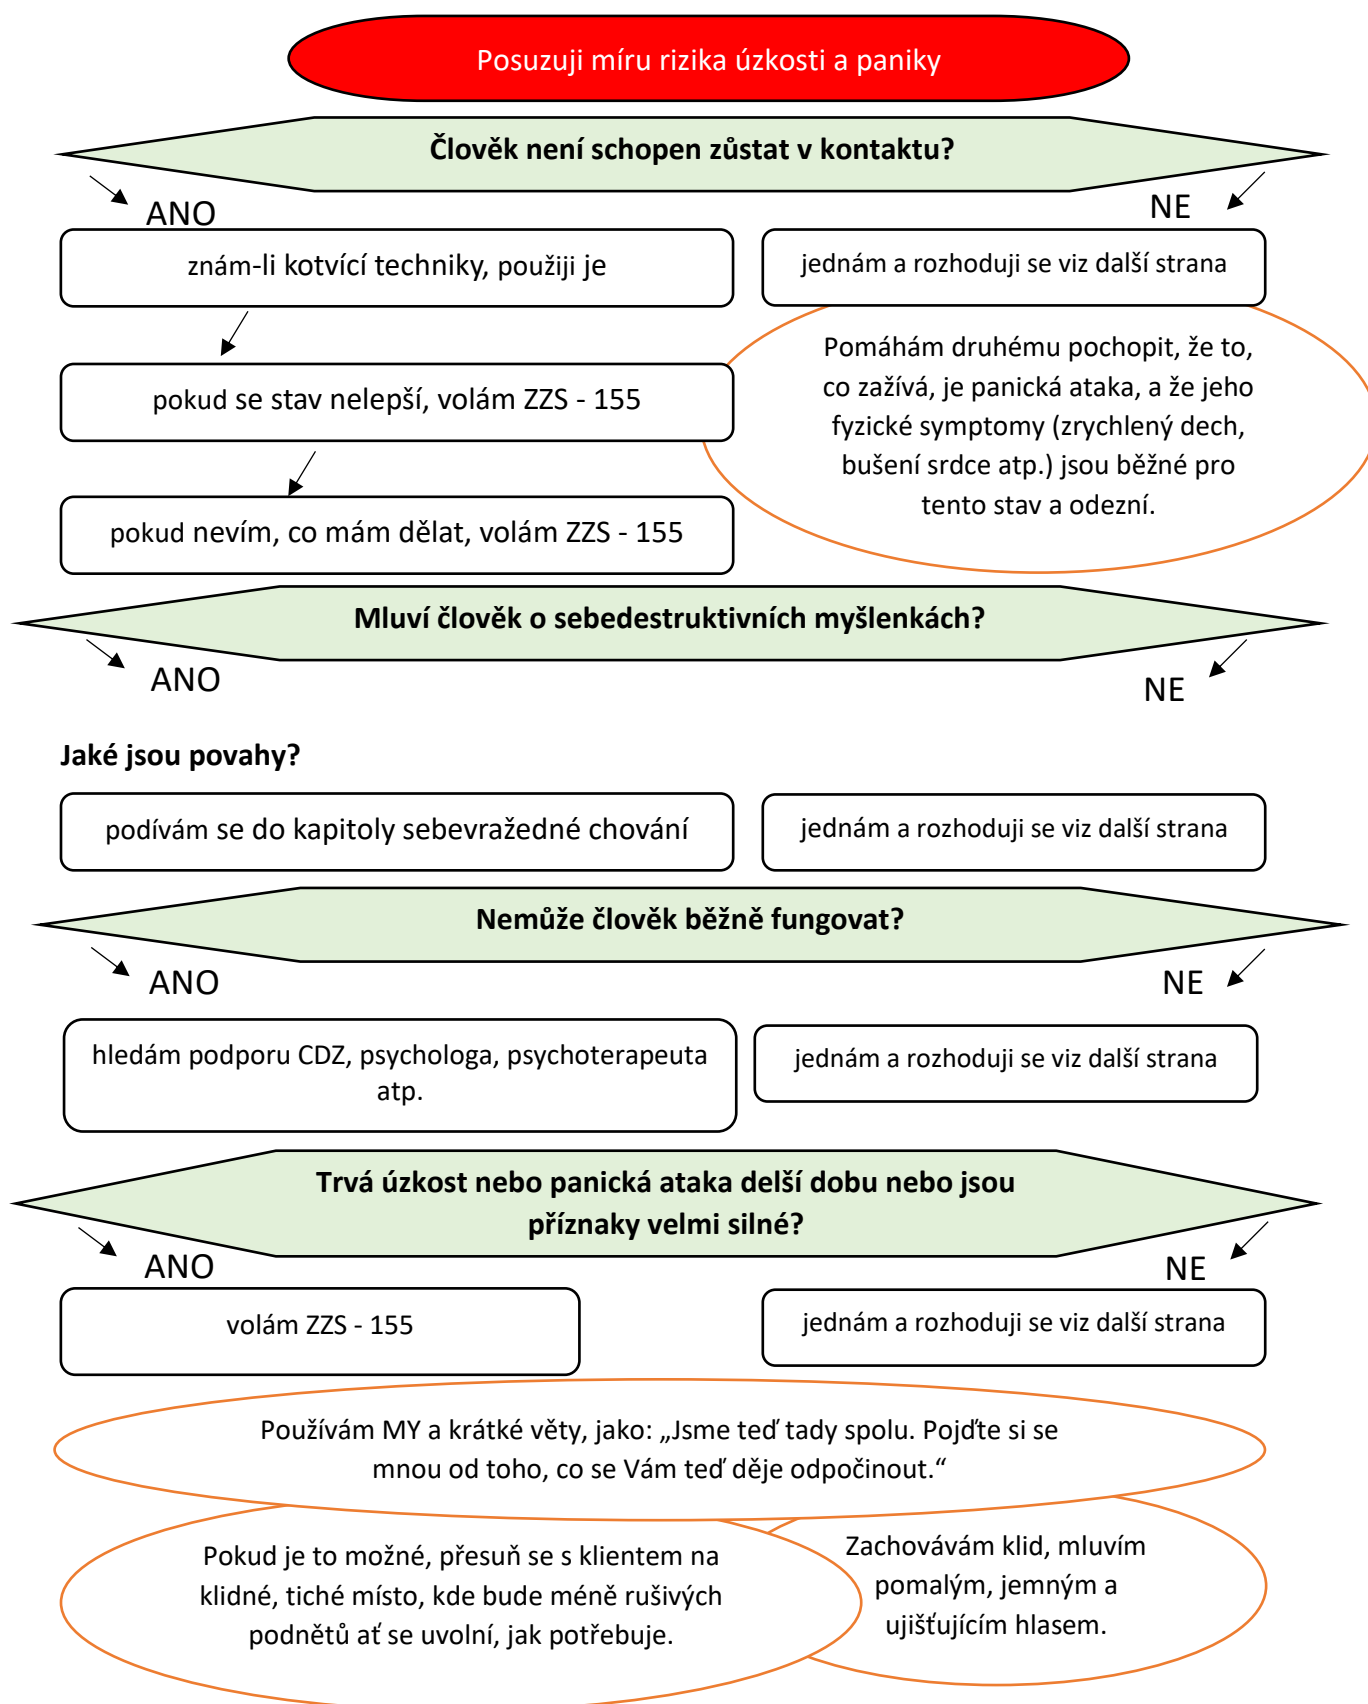 Posuzuji míru rizika úzkosti a paniky
Člověk není schopen zůstat v kontaktu?
ANO
NE
znám-li kotvící techniky, použiji je
jednám a rozhoduji se viz další strana
pokud se stav nelepší, volám ZZS - 155
Pomáhám druhému pochopit, že to,
co zažívá, je panická ataka, a že jeho
fyzické symptomy (zrychlený dech,
bušení srdce atp.) jsou běžné pro
tento stav a odezní.
pokud nevím, co mám dělat, volám ZZS - 155
Mluví člověk o sebedestruktivních myšlenkách?
ANO
NE
Jaké jsou povahy?
podívám se do kapitoly sebevražedné chování
jednám a rozhoduji se viz další strana
Nemůže člověk běžně fungovat?
ANO
NE
hledám podporu CDZ, psychologa, psychoterapeuta
atp.
jednám a rozhoduji se viz další strana
Trvá úzkost nebo panická ataka delší dobu nebo jsou
příznaky velmi silné?
ANO
NE
volám ZZS - 155
jednám a rozhoduji se viz další strana
Používám MY a krátké věty, jako: „Jsme teď tady spolu. Pojďte si se
mnou od toho, co se Vám teď děje odpočinout.“
Pokud je to možné, přesuň se s klientem na
klidné, tiché místo, kde bude méně rušivých
podnětů ať se uvolní, jak potřebuje.
Zachovávám klid, mluvím
pomalým, jemným a
ujišťujícím hlasem.